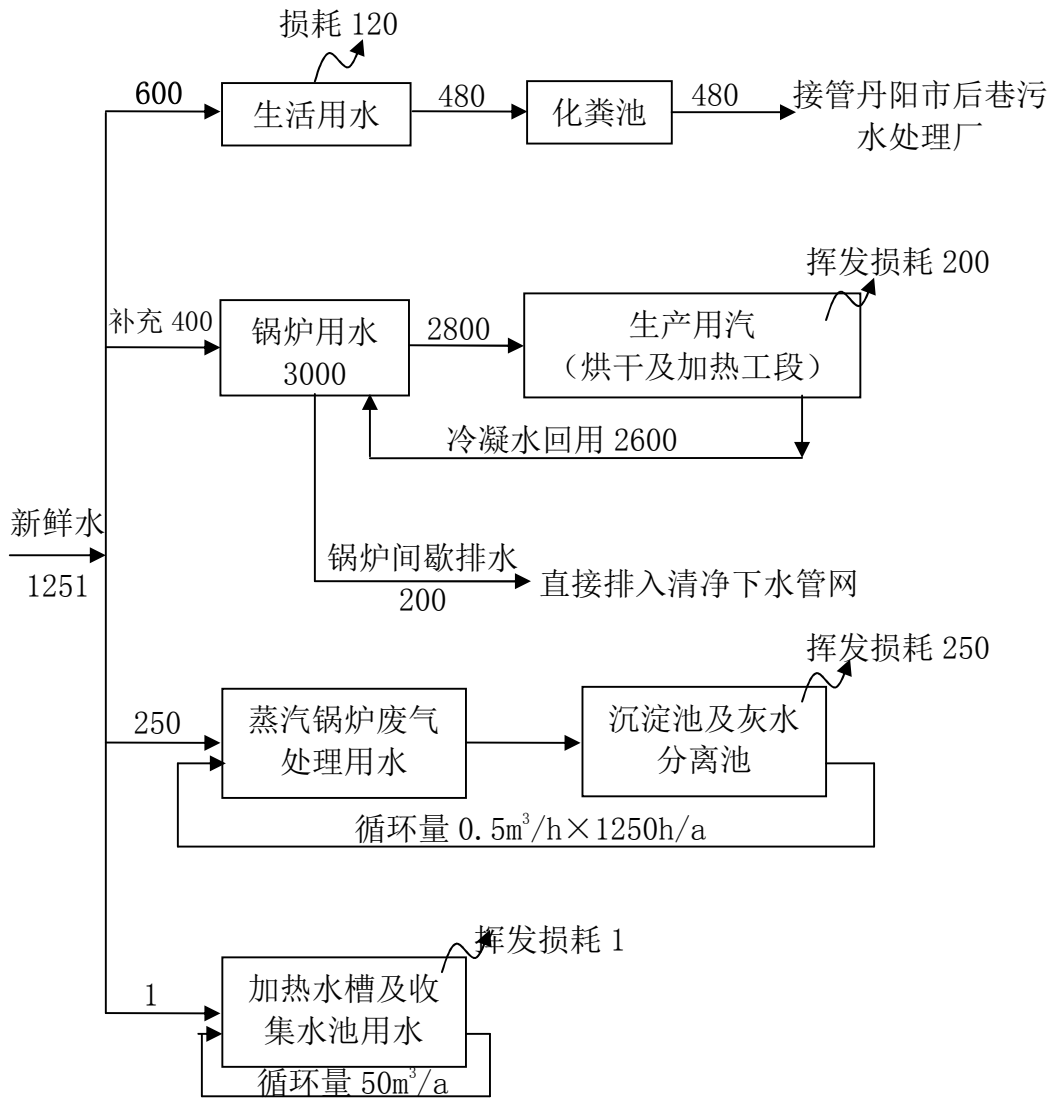 损耗 120
600
生活用水
480
化粪池
480
接管丹阳市后巷污
水处理厂
挥发损耗 200
补充 400
锅炉用水
3000
2800
生产用汽
（烘干及加热工段）
冷凝水回用 2600
新鲜水
1251
锅炉间歇排水
200
直接排入清净下水管网
挥发损耗 250
250
蒸汽锅炉废气
处理用水
沉淀池及灰水
分离池
循环量 0.5m³/h×1250h/a
挥发损耗 1
1
加热水槽及收
集水池用水
循环量 50m³/a